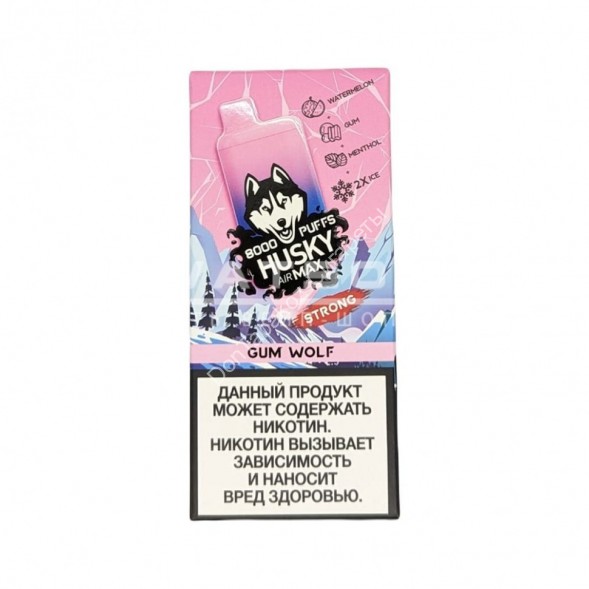 WATERMELON
GUM
MENTHOL
2X ICE
8000 PUFFS
HUSKY
AIR MAX
STRONG
GUM WOLF
ДАННЫЙ ПРОДУКТ
МОЖЕТ СОДЕРЖАТЬ
НИКОТИН.
НИКОТИН ВЫЗЫВАЕТ
ЗАВИСИМОСТЬ
И НАНОСИТ
ВРЕД ЗДОРОВЬЮ.